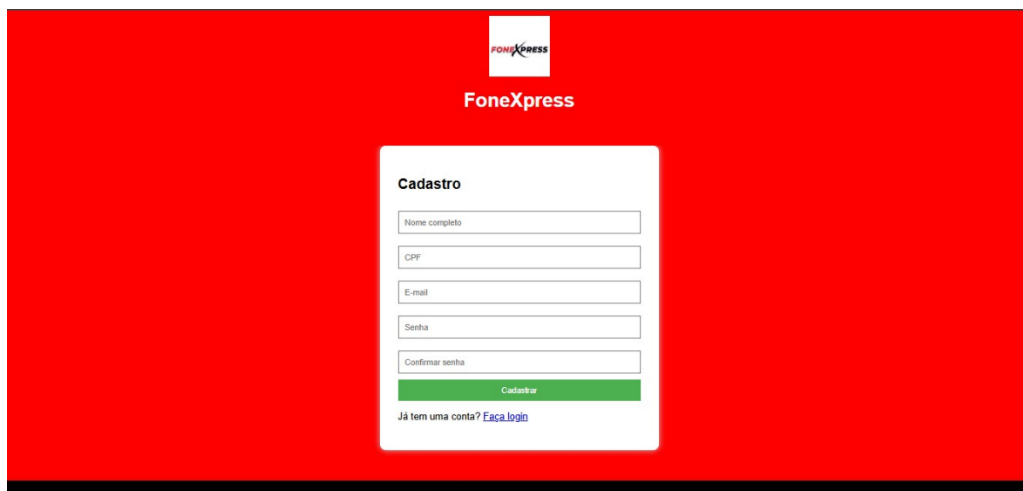 FONEXPRESS
FoneXpress
Cadastro
Nome completo
CPF
E-mail
Senha
Confirmar senha
Cadastrar
Já tem uma conta? Faça login